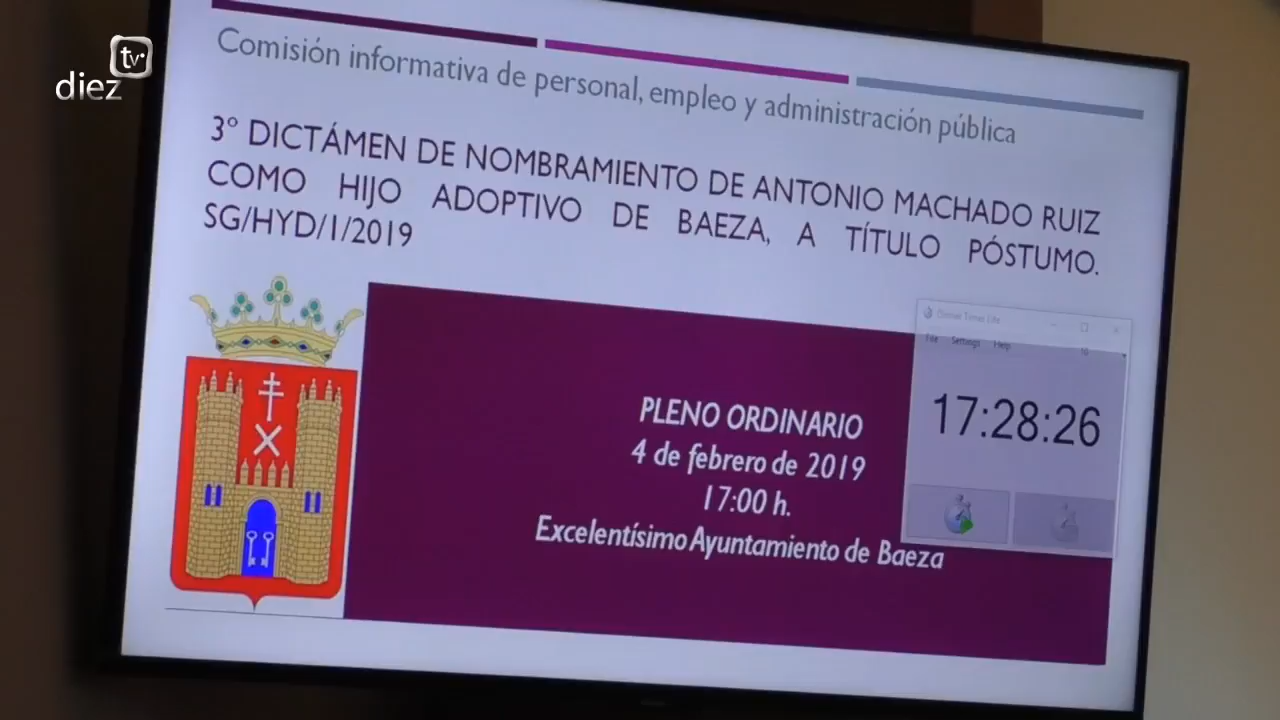 diez tv
Comisión informativa de personal, empleo y administración pública
3º DICTÁMEN DE NOMBRAMIENTO DE ANTONIO MACHADO RUIZ
COMO HIJO ADOPTIVO DE BAEZA, A TÍTULO PÓSTUMO.
SG/HYD/1/2019
File Settings Help
17:28:26
PLENO ORDINARIO
4 de febrero de 2019
17:00 h.
Excelentísimo Ayuntamiento de Baeza